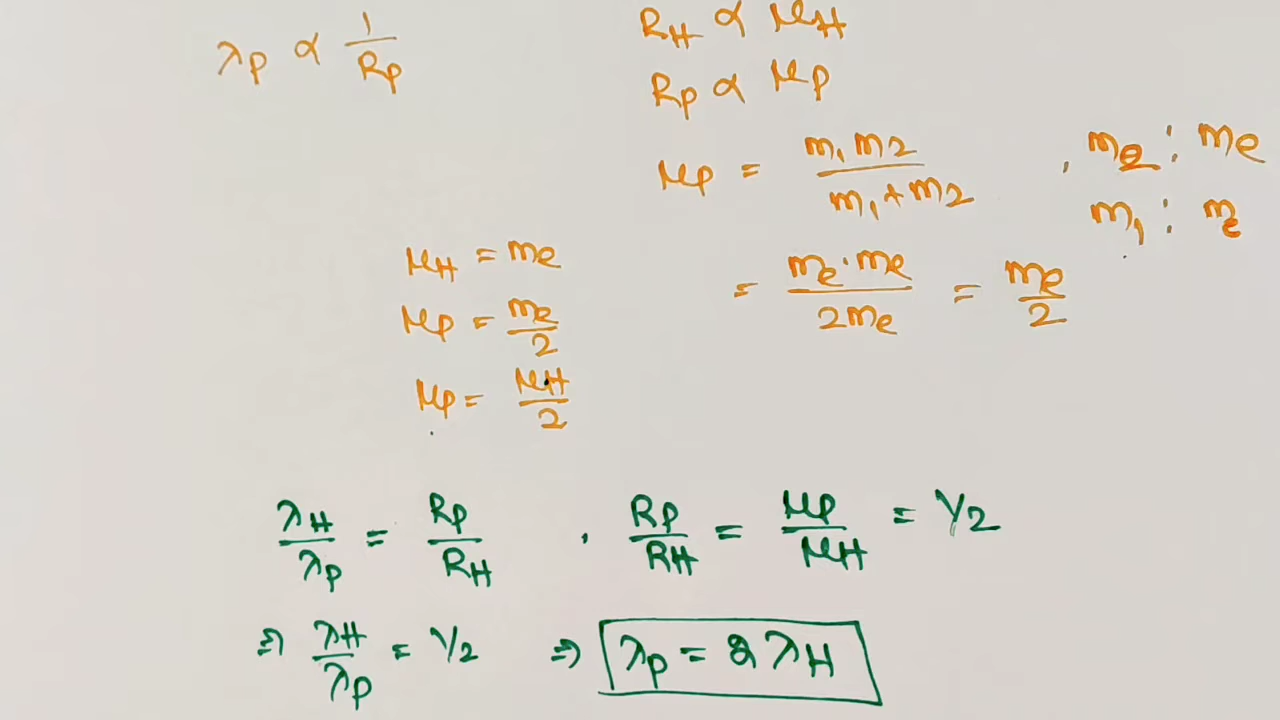 λp ∝ 1/Rp
RH ∝ μH
Rp ∝ μp
μp = m1 m2/m1+m2 , me : me
m1 : me
= me·me/2me = me/2
μH = me
μp = me/2
μp = μH/2
λH/λp = Rp/RH , Rp/RH = μp/μH = 1/2
⇒ λH/λp = 1/2 ⇒ λp = 2λH